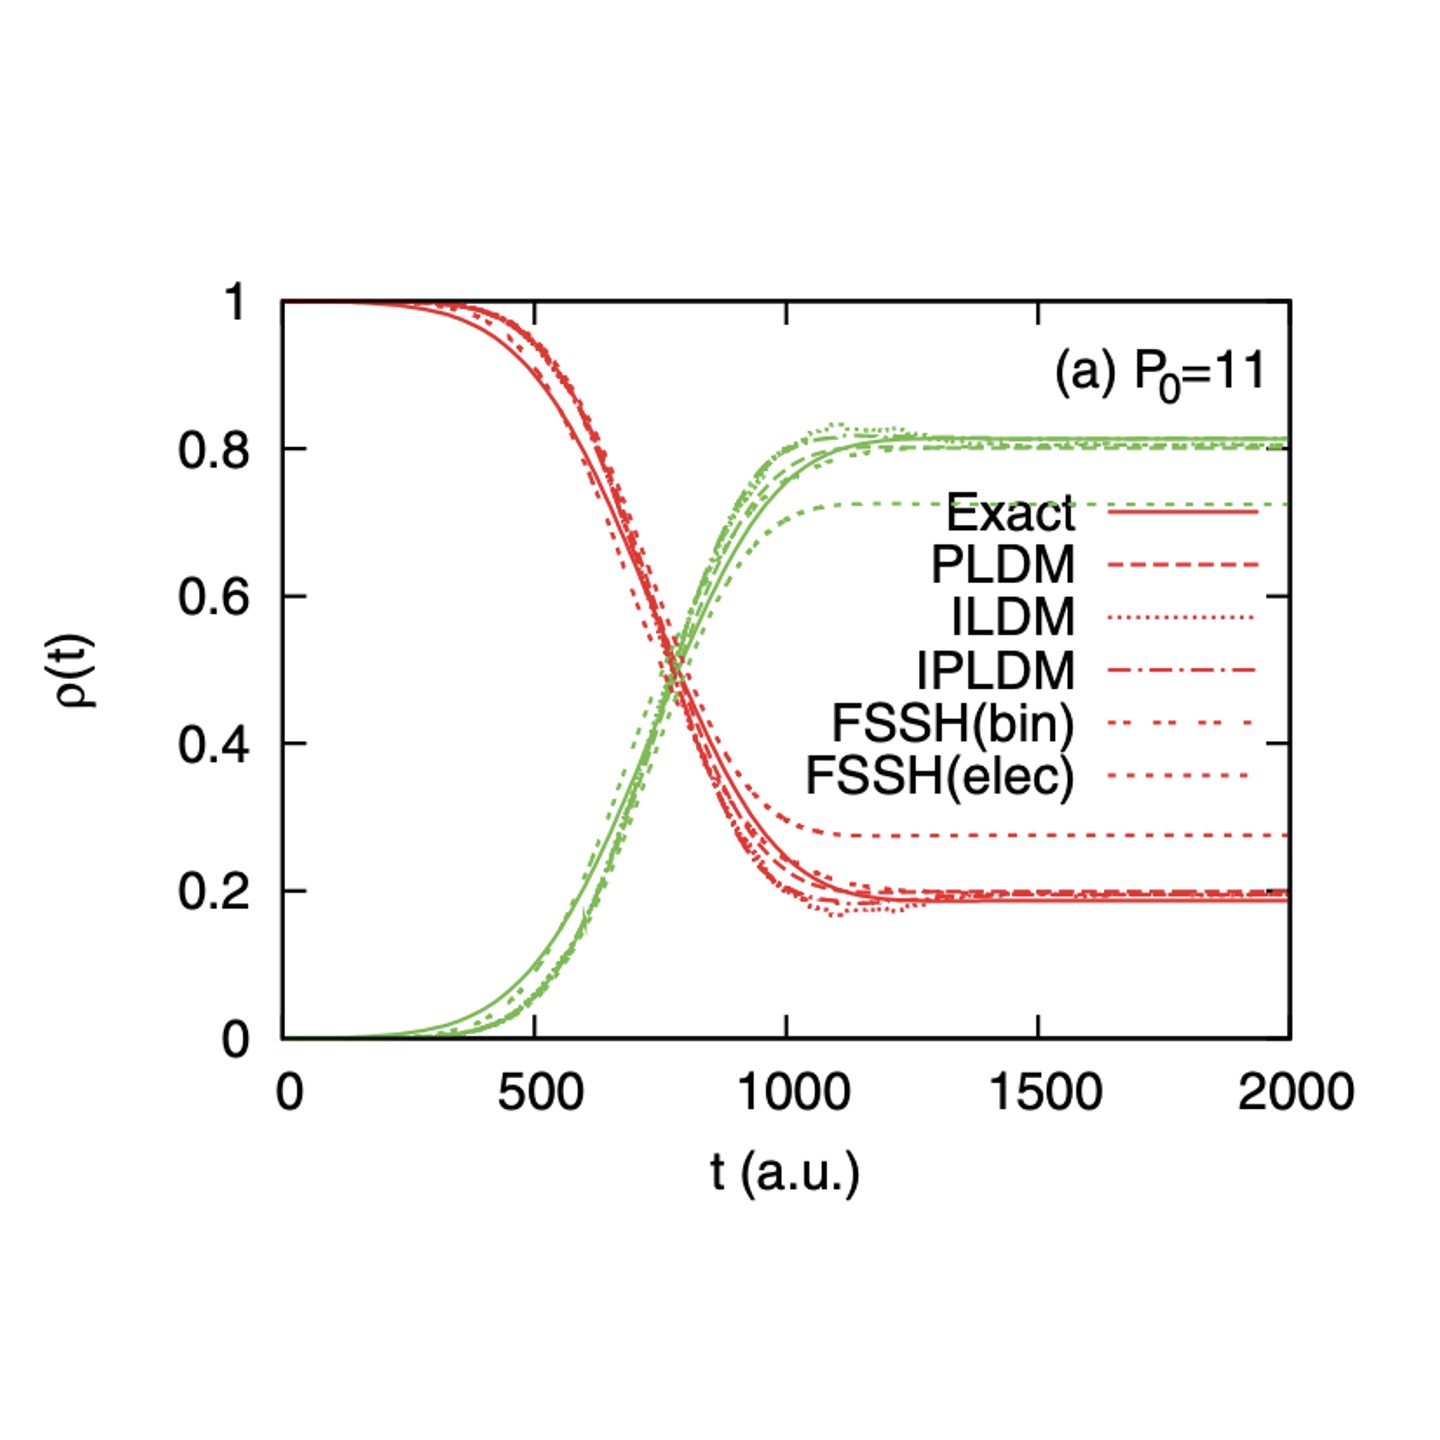 1
(a) P₀=11
0.8
Exact
PLDM
0.6
ILDM
IPLDM
ρ(t)
FSSH(bin)
0.4
FSSH(elec)
0.2
0
0 500 1000 1500 2000
t (a.u.)